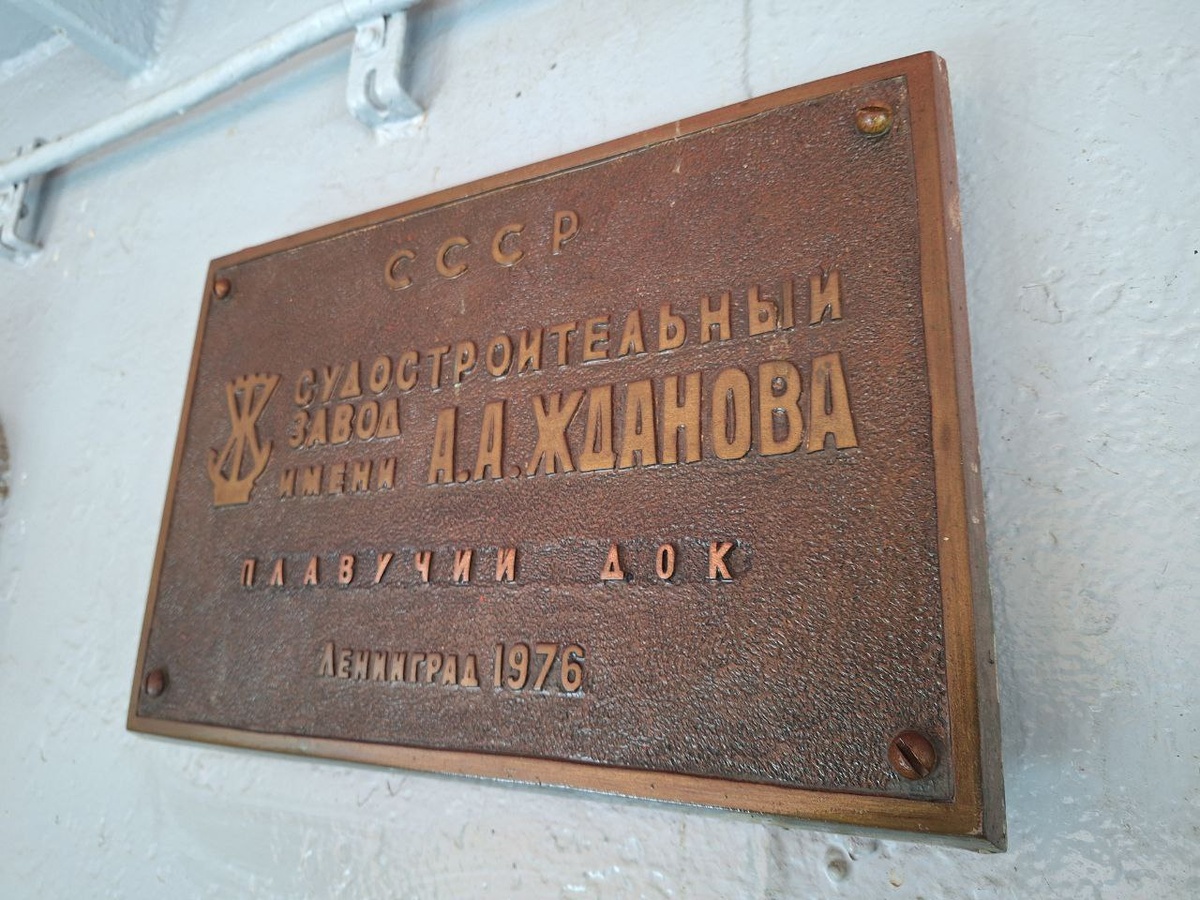 СССР
СУДОСТРОИТЕЛЬНЫЙ
ЗАВОД
ИМЕНИ А.А.ЖДАНОВА
ПЛАВУЧИЙ ДОК
ЛЕНИНГРАД 1976